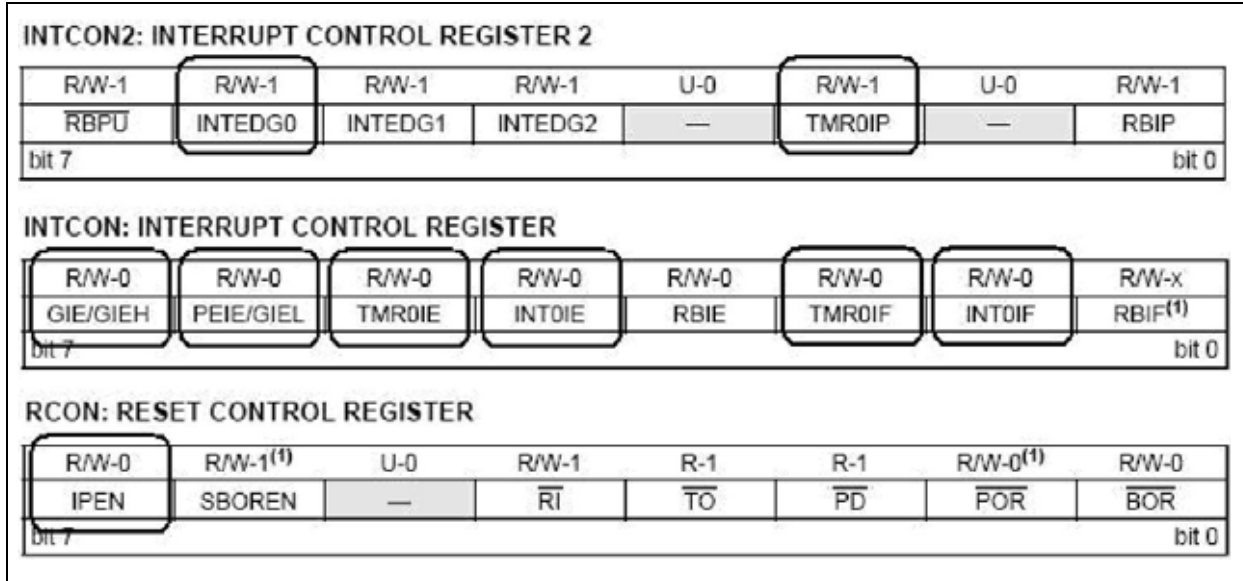 INTCON2: INTERRUPT CONTROL REGISTER 2
R/W-1 R/W-1 R/W-1 R/W-1 U-0 R/W-1 U-0 R/W-1
RBPU INTEDG0 INTEDG1 INTEDG2 — TMR0IP — RBIP
bit 7 bit 0
INTCON: INTERRUPT CONTROL REGISTER
R/W-0 R/W-0 R/W-0 R/W-0 R/W-0 R/W-0 R/W-0 R/W-x
GIE/GIEH PEIE/GIEL TMR0IE INT0IE RBIE TMR0IF INT0IF RBIF(1)
bit 7 bit 0
RCON: RESET CONTROL REGISTER
R/W-0 R/W-1(1) U-0 R/W-1 R-1 R-1 R/W-0(1) R/W-0
IPEN SBOREN — RI TO PD POR BOR
bit 7 bit 0